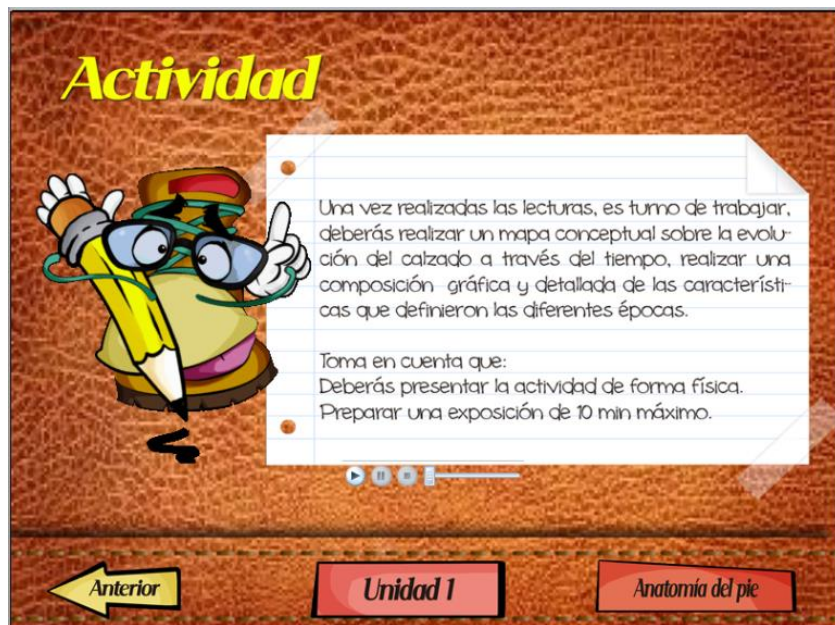 Actividad
Una vez realizadas las lecturas, es turno de trabajar,
deberás realizar un mapa conceptual sobre la evolu-
ción del calzado a través del tiempo, realizar una
composición gráfica y detallada de las característi-
cas que definieron las diferentes épocas.
Toma en cuenta que:
Deberás presentar la actividad de forma física.
Preparar una exposición de 10 min máximo.
Anterior
Unidad 1
Anatomía del pie